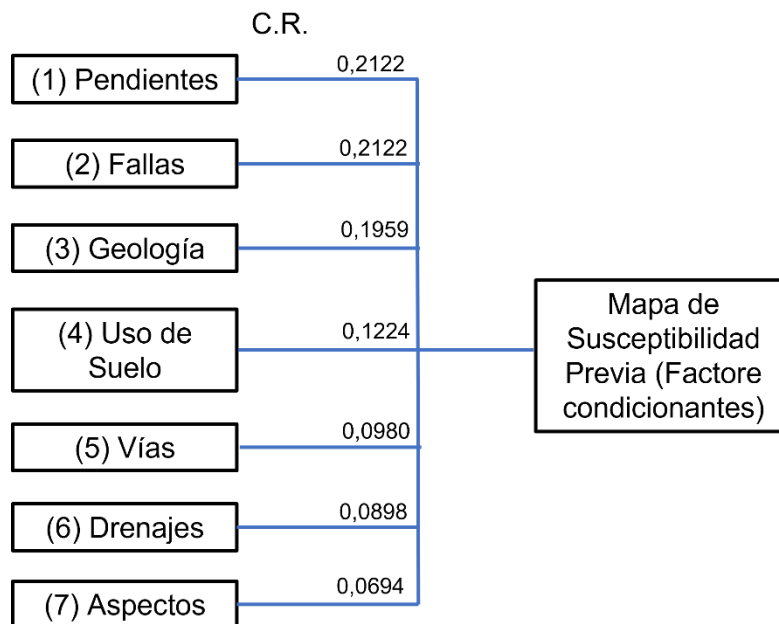 C.R.
(1) Pendientes
0,2122
(2) Fallas
0,2122
(3) Geología
0,1959
(4) Uso de
Suelo
0,1224
(5) Vías
0,0980
(6) Drenajes
0,0898
(7) Aspectos
0,0694
Mapa de
Susceptibilidad
Previa (Factore
condicionantes)